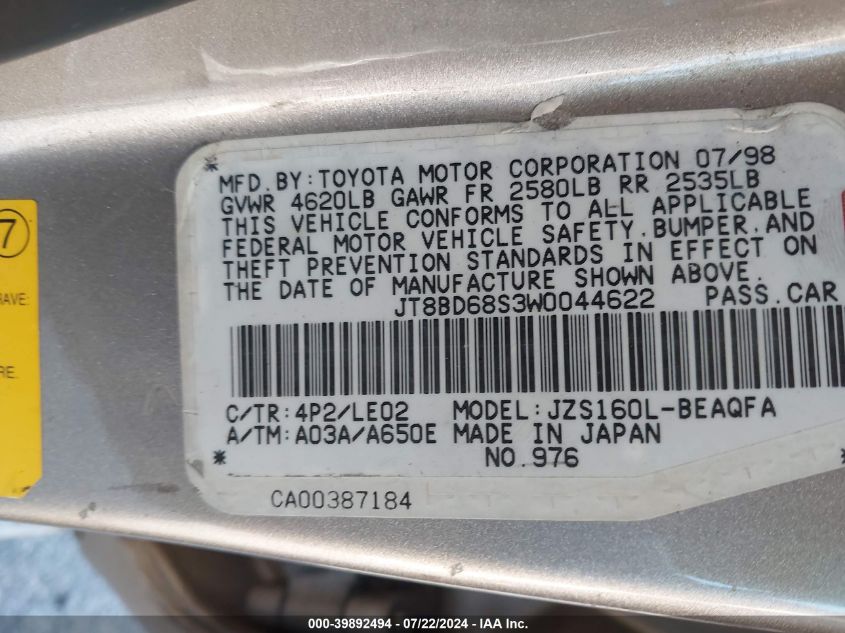 7
RAVE:
RE.
* MFD.BY:TOYOTA MOTOR CORPORATION 07/98
GVWR 4620LB GAWR FR 2580LB RR 2535LB
THIS VEHICLE CONFORMS TO ALL APPLICABLE
FEDERAL MOTOR VEHICLE SAFETY,BUMPER,AND
THEFT PREVENTION STANDARDS IN EFFECT ON
THE DATE OF MANUFACTURE SHOWN ABOVE.
JT8BD68S3W0044622 PASS.CAR
C/TR:4P2/LE02 MODEL:JZS160L-BEAQFA
A/TM:A03A/A650E MADE IN JAPAN
* NO.976 *
CA00387184
000-39892494 - 07/22/2024 - IAA Inc.